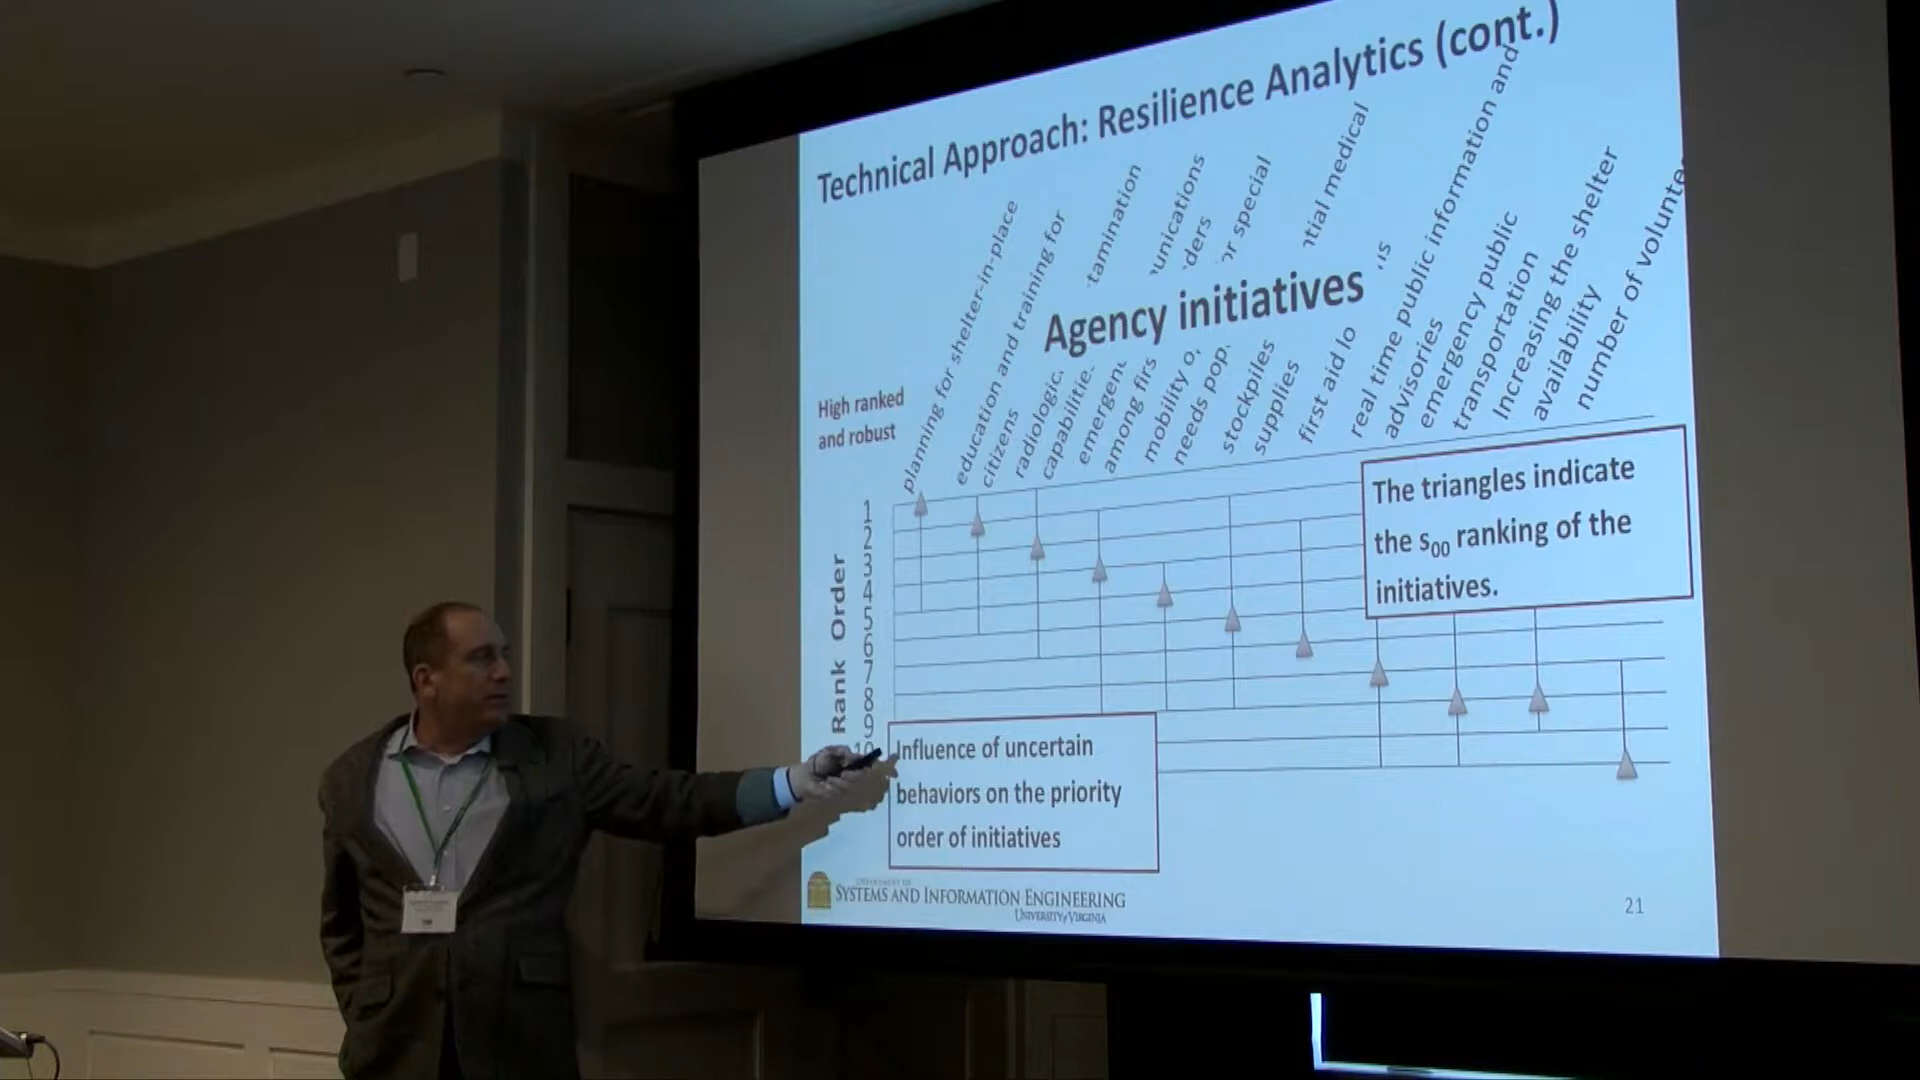 Technical Approach: Resilience Analytics (cont.)
planning for shelter-in-place
education and training for
citizens
tamination
unications
ders
or special
ntial medical
real time public information and
advisories
emergency public
transportation
Increasing the shelter
availability
number of volunte
Agency initiatives
radiologic
capabilitie
emergen
among firs
mobility o
needs pop
stockpiles
supplies
first aid lo
High ranked
and robust
Rank Order
1
2
3
4
5
6
7
8
9
10
The triangles indicate
the s00 ranking of the
initiatives.
Influence of uncertain
behaviors on the priority
order of initiatives
DEPARTMENT OF
SYSTEMS AND INFORMATION ENGINEERING
UNIVERSITY of VIRGINIA
21